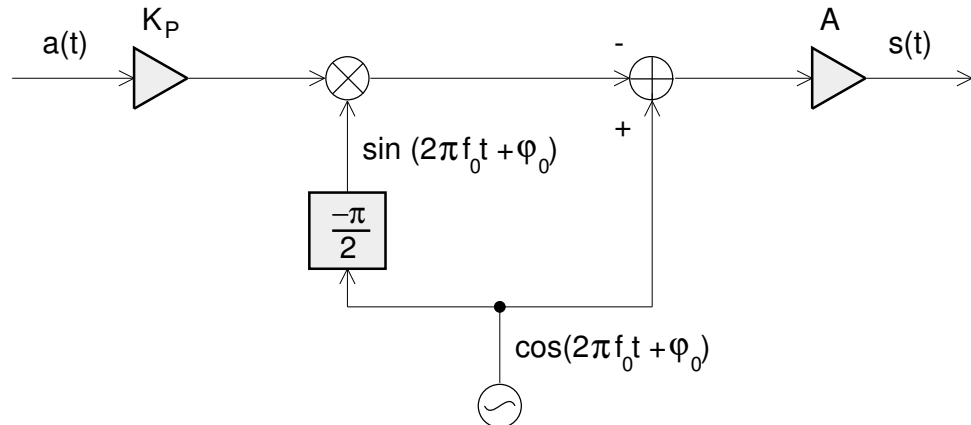 K_P
A
a(t)
-
s(t)
+
sin (2πf_0t +φ_0)
−π
2
cos(2πf_0t +φ_0)